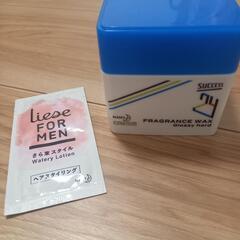 Liese
FOR
MEN
さら束スタイル
Watery Lotion
ヘアスタイリング
SUCCESS
24
FRAGRANCE WAX
Glossy hard